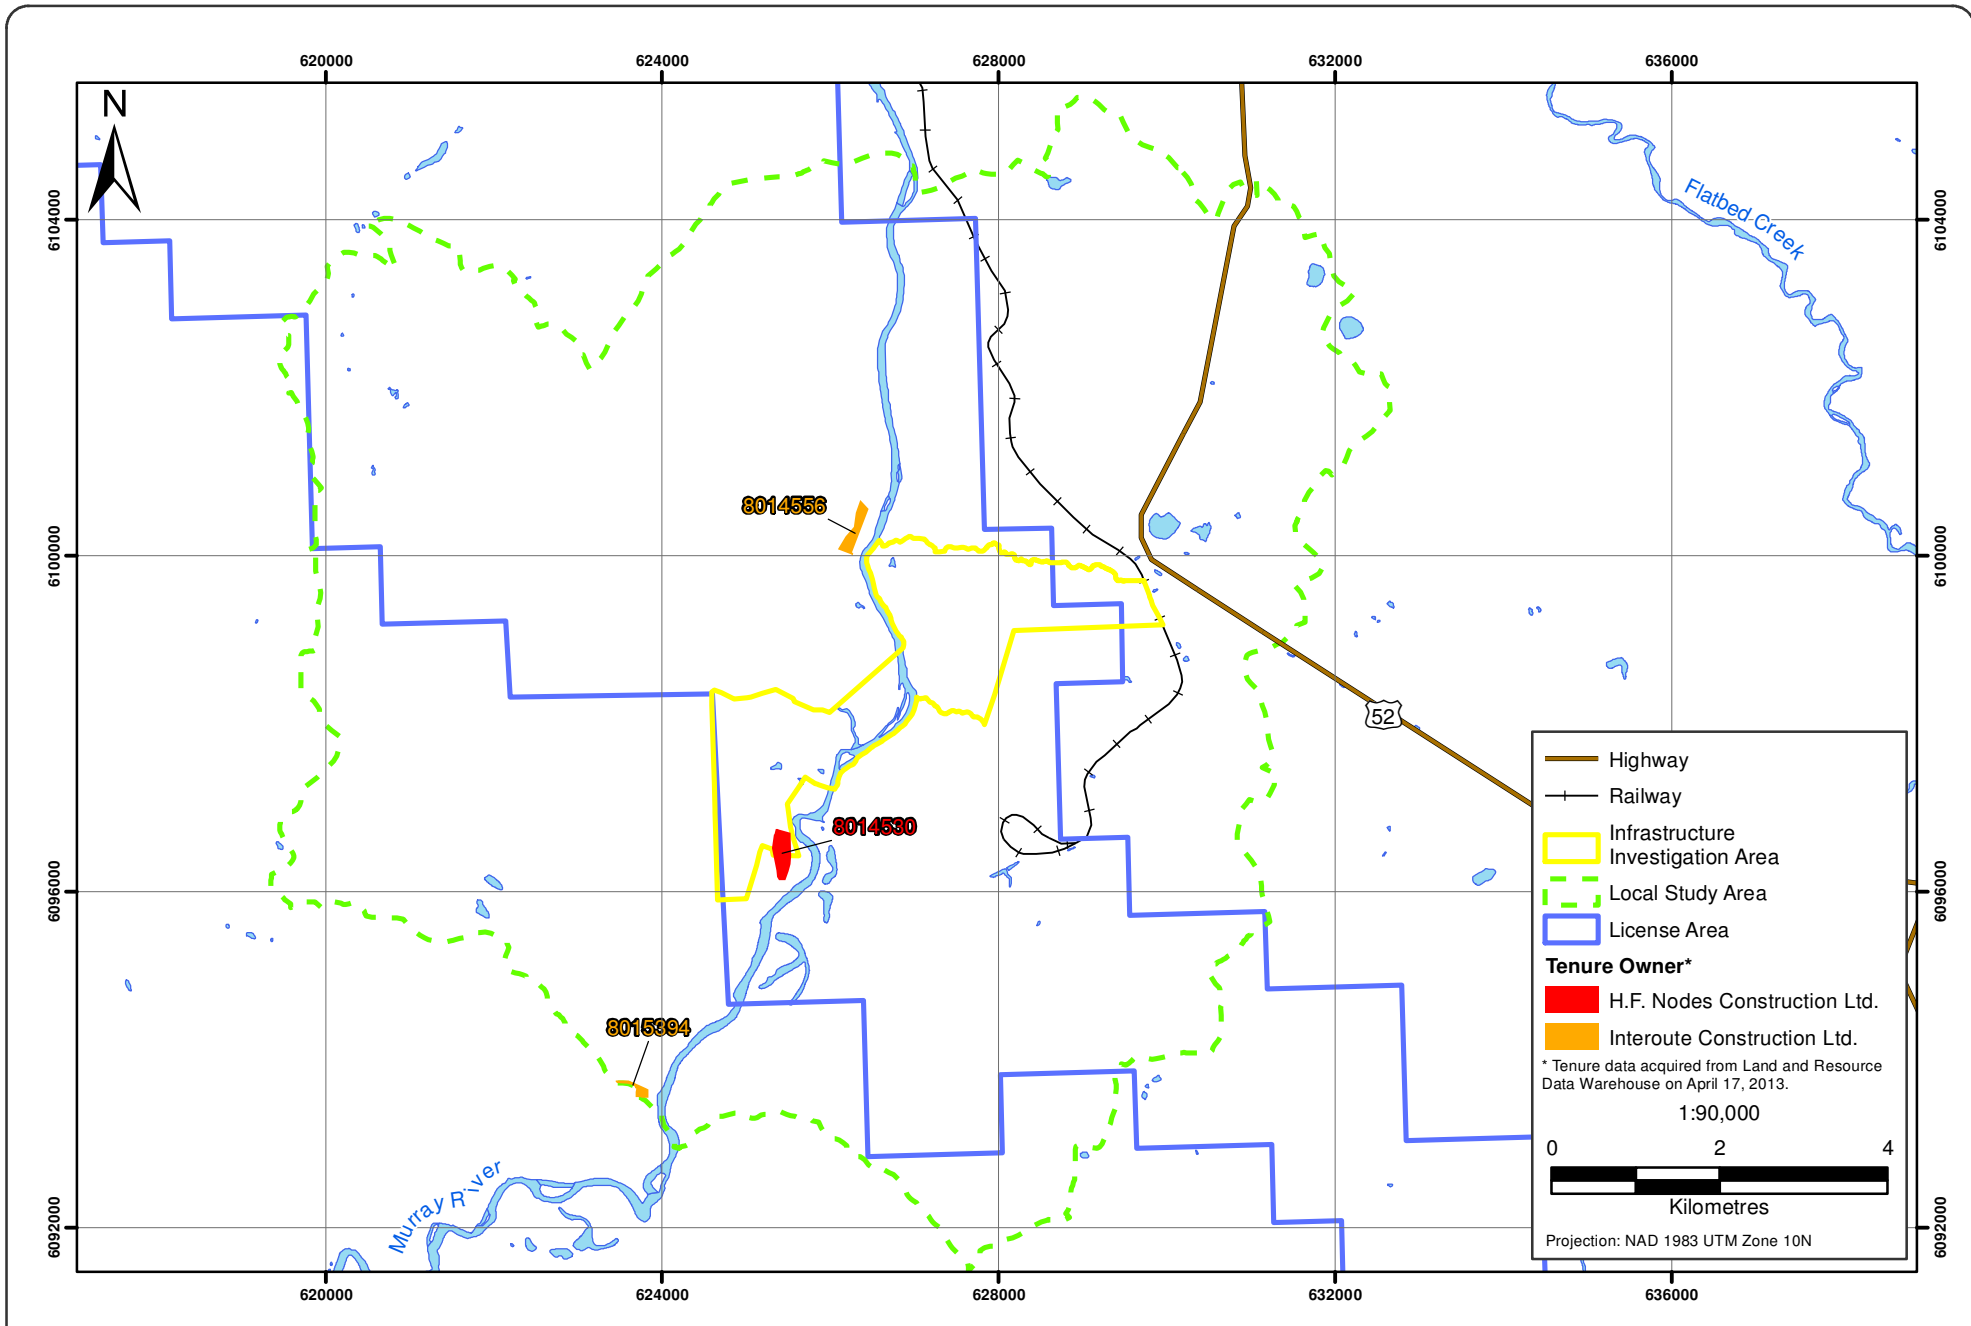 620000 624000 628000 632000 636000
N
6104000
6104000
Flatbed Creek
8014556
6100000
6100000
52
8014530
6096000
6096000
8015394
Murray River
6092000
6092000
Highway
Railway
Infrastructure
Investigation Area
Local Study Area
License Area
Tenure Owner*
H.F. Nodes Construction Ltd.
Interoute Construction Ltd.
* Tenure data acquired from Land and Resource
Data Warehouse on April 17, 2013.
1:90,000
0 2 4
Kilometres
Projection: NAD 1983 UTM Zone 10N
620000 624000 628000 632000 636000